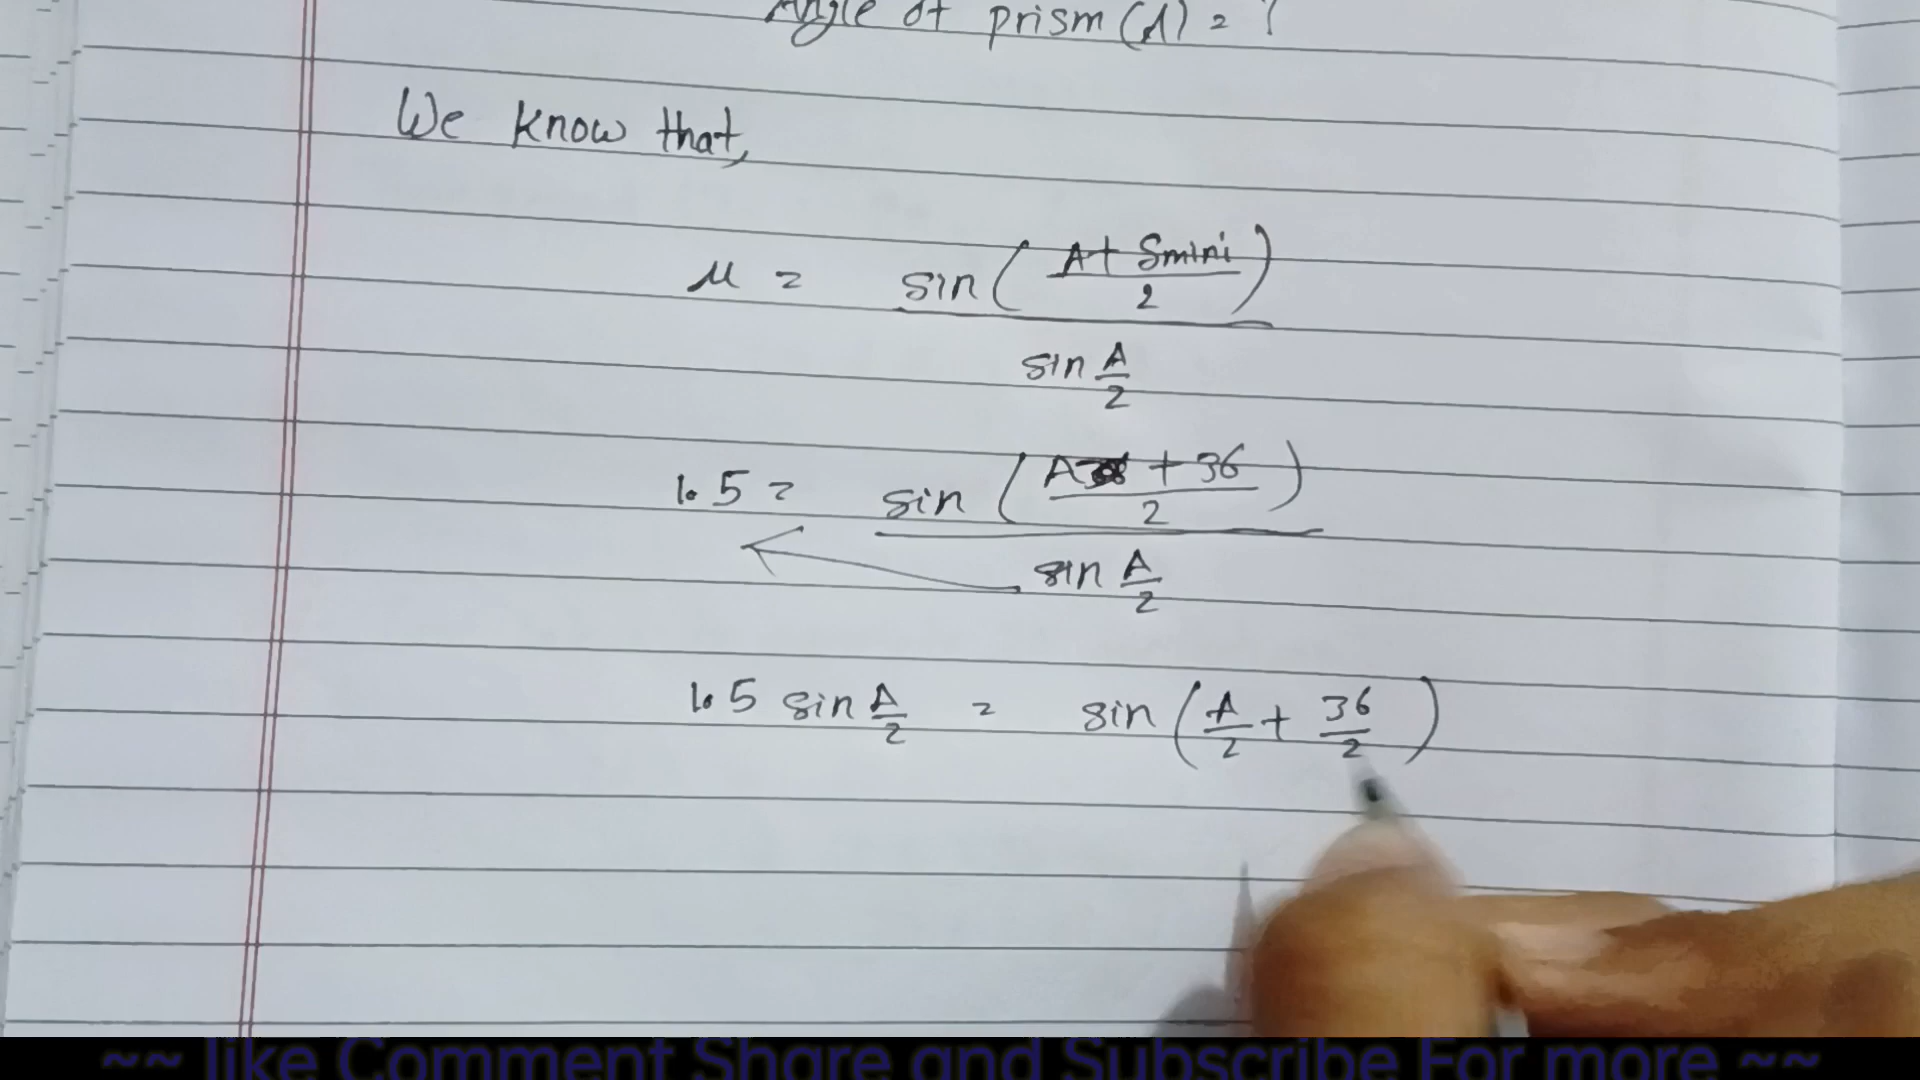 Angle of prism (A) = ?
We know that,
μ = sin (A + δmini / 2) / sin A/2
1.5 = sin (A + 36 / 2) / sin A/2
1.5 sin A/2 = sin (A/2 + 36/2)
~~ like Comment Share and Subscribe For more ~~